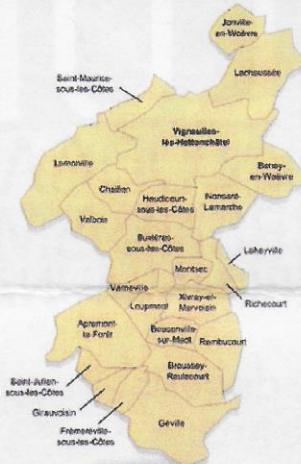 Jonville-
en-Woëvre
Lachaussée
Saint-Maurice-
sous-les-Côtes
Vigneulles-
lès-Hattonchâtel
Lamorville
Beney-
en-Woëvre
Chaillon
Heudicourt-
sous-les-Côtes
Nonsard-
Lamarche
Valbois
Buxières-
sous-les-Côtes
Lahayville
Montsec
Varnéville
Xivray-et-
Marvoisin
Richecourt
Loupmont
Apremont-
la-Forêt
Bouconville-
sur-Madt
Rambucourt
Broussey-
Raulecourt
Saint-Julien-
sous-les-Côtes
Girauvoisin
Frémeréville-
sous-les-Côtes
Géville